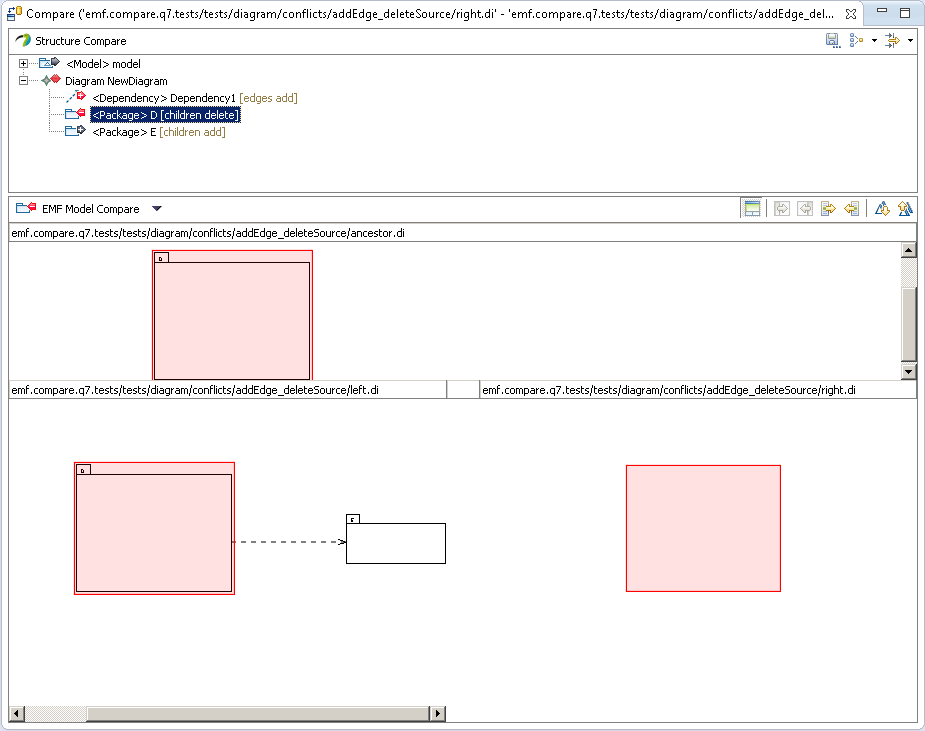 Compare ('emf.compare.q7.tests/tests/diagram/conflicts/addEdge_deleteSource/right.di' - 'emf.compare.q7.tests/tests/diagram/conflicts/addEdge_del...
Structure Compare
<Model> model
Diagram NewDiagram
<Dependency> Dependency1 [edges add]
<Package> D [children delete]
<Package> E [children add]
EMF Model Compare
emf.compare.q7.tests/tests/diagram/conflicts/addEdge_deleteSource/ancestor.di
D
emf.compare.q7.tests/tests/diagram/conflicts/addEdge_deleteSource/left.di
emf.compare.q7.tests/tests/diagram/conflicts/addEdge_deleteSource/right.di
D
E